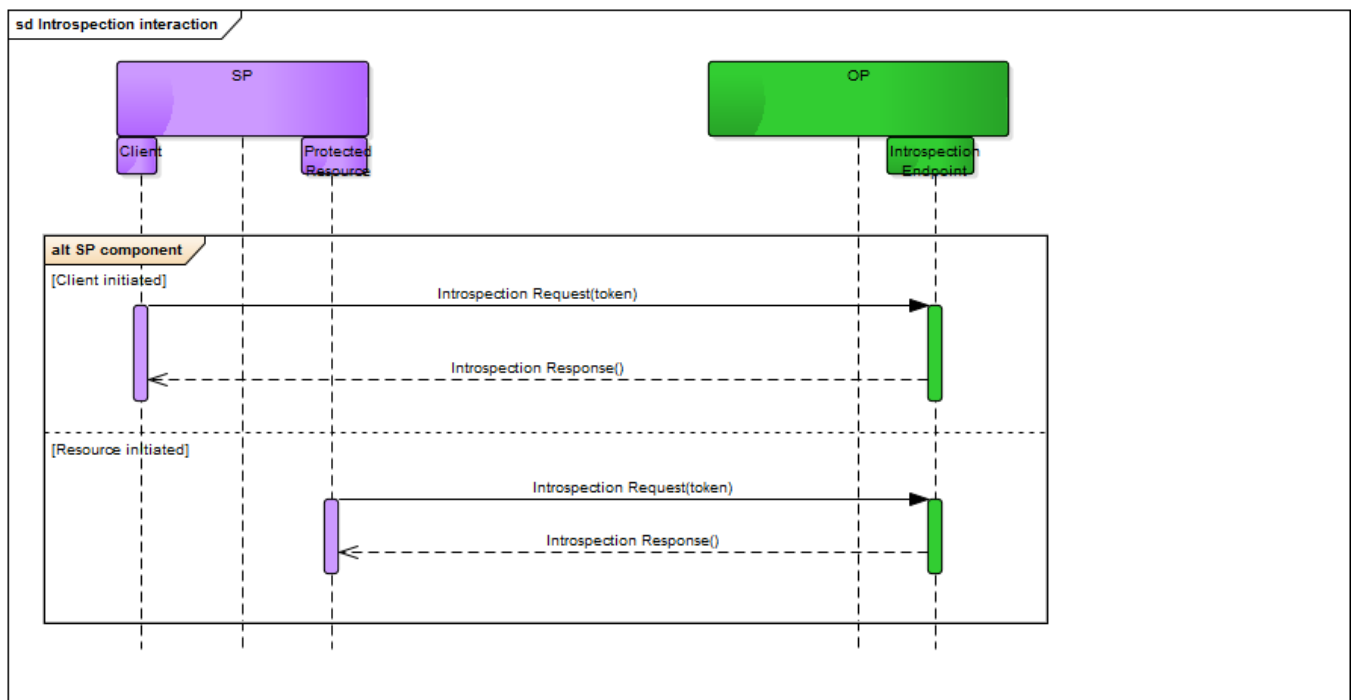 sd Introspection interaction
SP
OP
Client
Protected
Resource
Introspection
Endpoint
alt SP component
[Client initiated]
Introspection Request(token)
Introspection Response()
[Resource initiated]
Introspection Request(token)
Introspection Response()